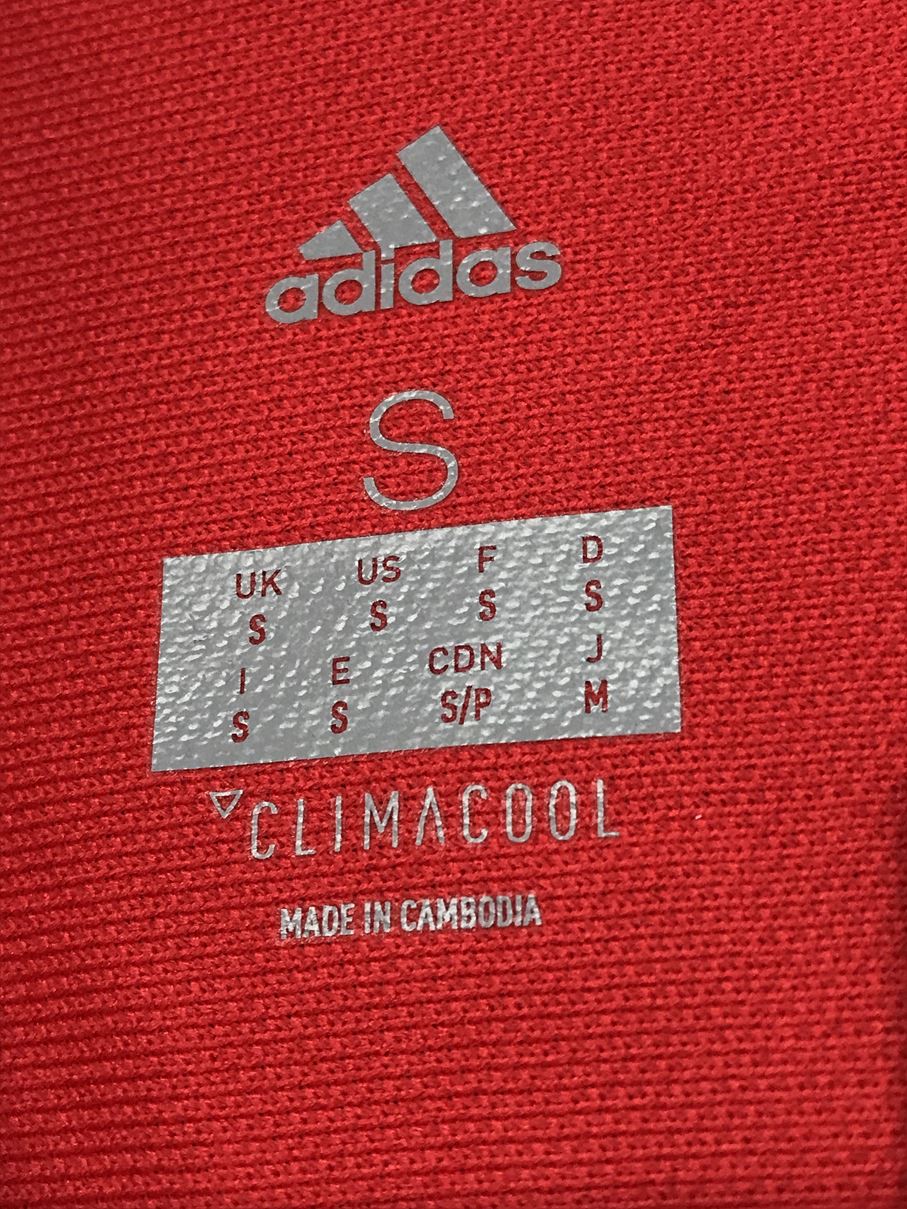 adidas
S
UK US F D
S S S S
I E CDN J
S S S/P M
CLIMACOOL
MADE IN CAMBODIA